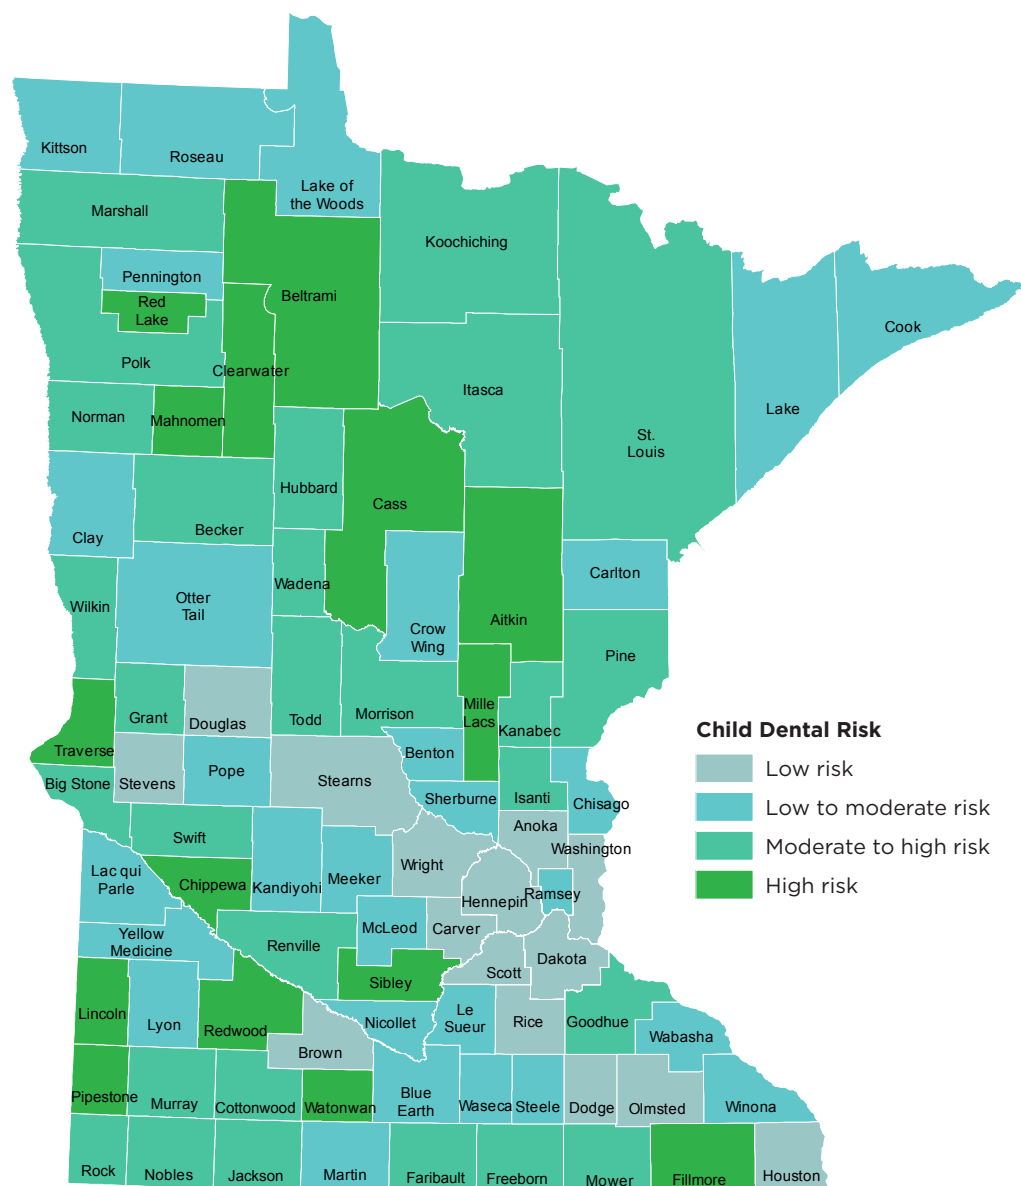 Kittson
Roseau
Lake of
the Woods
Marshall
Koochiching
Pennington
Beltrami
Red
Lake
Cook
Polk
Clearwater
Itasca
Lake
Norman
Mahnomen
St.
Louis
Hubbard
Cass
Becker
Clay
Carlton
Wadena
Otter
Tail
Wilkin
Aitkin
Crow
Wing
Pine
Mille
Lacs
Grant
Douglas
Todd
Morrison
Kanabec
Traverse
Benton
Pope
Stevens
Stearns
Big Stone
Sherburne
Isanti
Chisago
Anoka
Swift
Washington
Wright
Lac qui
Parle
Chippewa
Kandiyohi
Meeker
Ramsey
Hennepin
McLeod
Carver
Yellow
Medicine
Renville
Dakota
Scott
Sibley
Lincoln
Lyon
Redwood
Nicollet
Le
Sueur
Rice
Goodhue
Wabasha
Brown
Pipestone
Murray
Cottonwood
Watonwan
Blue
Earth
Waseca
Steele
Dodge
Olmsted
Winona
Rock
Nobles
Jackson
Martin
Faribault
Freeborn
Mower
Fillmore
Houston
Child Dental Risk
Low risk
Low to moderate risk
Moderate to high risk
High risk